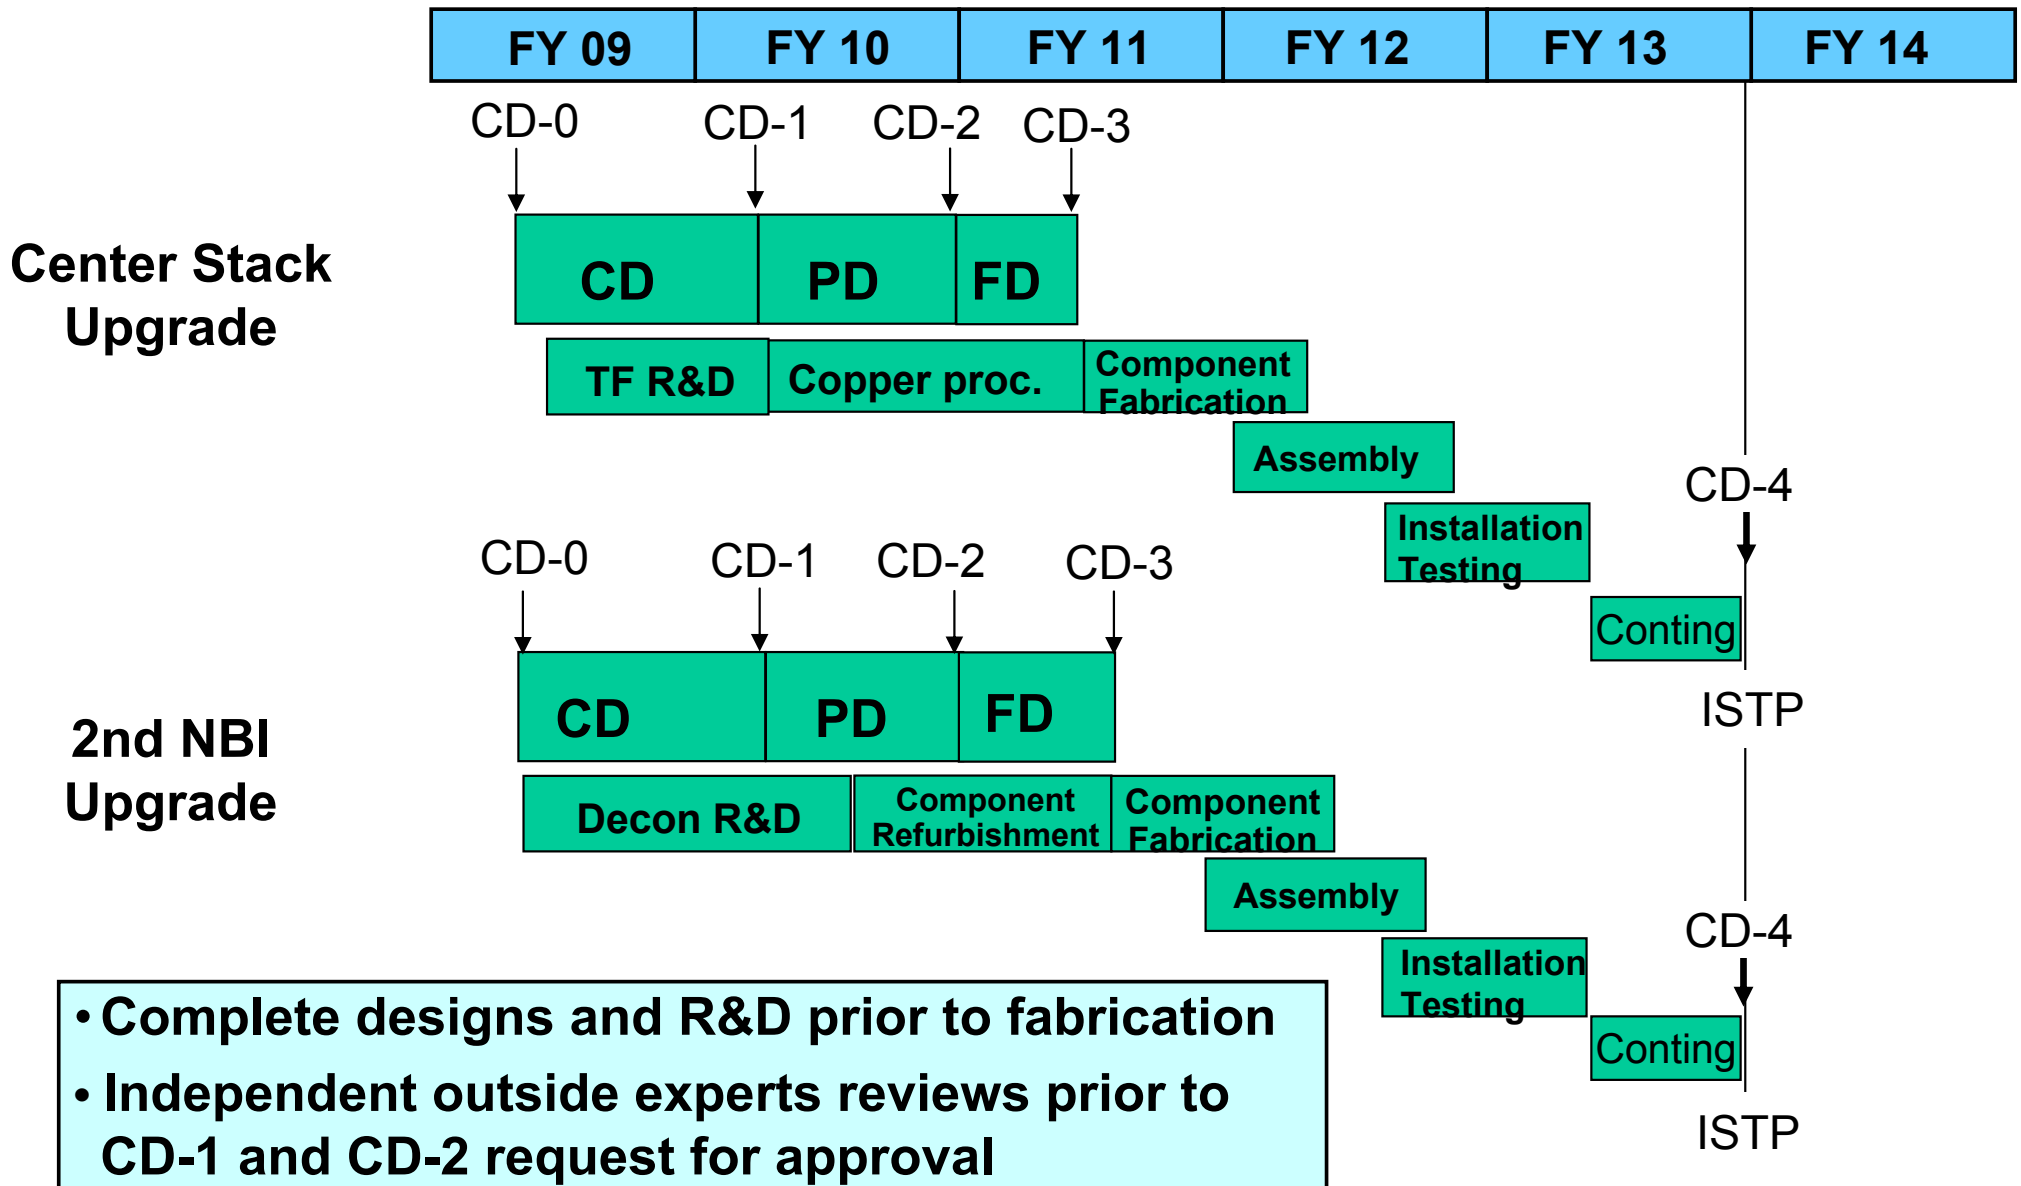 FY 09 FY 10 FY 11 FY 12 FY 13 FY 14
CD-0 CD-1 CD-2 CD-3
Center Stack
Upgrade
CD PD FD
TF R&D Copper proc. Component
Fabrication
Assembly
CD-4
Installation
Testing
Conting
ISTP
CD-0 CD-1 CD-2 CD-3
2nd NBI
Upgrade
CD PD FD
Decon R&D Component
Refurbishment
Component
Fabrication
Assembly
CD-4
Installation
Testing
Conting
ISTP
• Complete designs and R&D prior to fabrication
• Independent outside experts reviews prior to
CD-1 and CD-2 request for approval